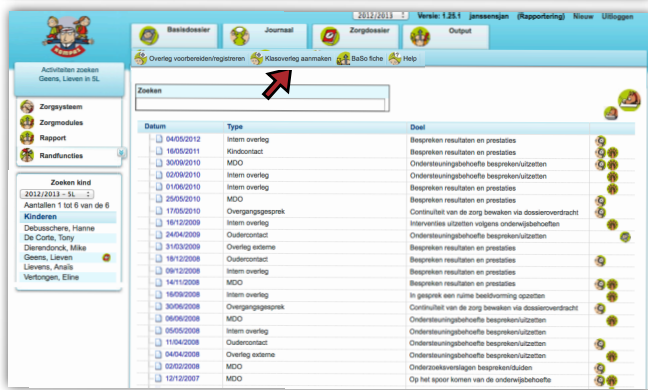 2012/2013 Versie: 1.25.1 janssensjan (Rapportering) Nieuw Uitloggen
Basisdossier Journaal Zorgdossier Output
Overleg voorbereiden/registreren Klasoverleg aanmaken BaSo fiche Help
Activiteiten zoeken
Geens, Lieven in 5L
Zorgsysteem
Zorgmodules
Rapport
Randfuncties
Zoeken kind
2012/2013 - 5L
Aantallen 1 tot 6 van de 6
Kinderen
Debusschere, Hanne
De Corte, Tony
Dierendonck, Mike
Geens, Lieven
Lievens, Anaïs
Vertongen, Eline
Zoeken
Datum Type Doel
04/05/2012 Intern overleg Bespreken resultaten en prestaties
16/05/2011 Kindcontact Bespreken resultaten en prestaties
30/09/2010 MDO Ondersteuningsbehoefte bespreken/uitzetten
02/09/2010 Intern overleg Ondersteuningsbehoefte bespreken/uitzetten
01/06/2010 Intern overleg Ondersteuningsbehoefte bespreken/uitzetten
25/05/2010 MDO Bespreken resultaten en prestaties
17/05/2010 Overgangsgesprek Continuïteit van de zorg bewaken via dossieroverdracht
16/12/2009 Intern overleg Interventies uitzetten volgens onderwijsbehoeften
24/04/2009 Oudercontact Ondersteuningsbehoefte bespreken/uitzetten
31/03/2009 Overleg externe Bespreken resultaten en prestaties
18/12/2008 Oudercontact Bespreken resultaten en prestaties
09/12/2008 Intern overleg Bespreken resultaten en prestaties
14/11/2008 MDO Bespreken resultaten en prestaties
16/09/2008 Intern overleg In gesprek een ruime beeldvorming opzetten
30/06/2008 Overgangsgesprek Continuïteit van de zorg bewaken via dossieroverdracht
06/06/2008 MDO Ondersteuningsbehoefte bespreken/uitzetten
05/05/2008 Intern overleg Ondersteuningsbehoefte bespreken/uitzetten
11/04/2008 Oudercontact Ondersteuningsbehoefte bespreken/uitzetten
04/04/2008 Overleg externe Ondersteuningsbehoefte bespreken/uitzetten
02/02/2008 MDO Onderzoeksverslagen bespreken/duiden
12/12/2007 MDO Op het spoor komen van de onderwijsbehoefte